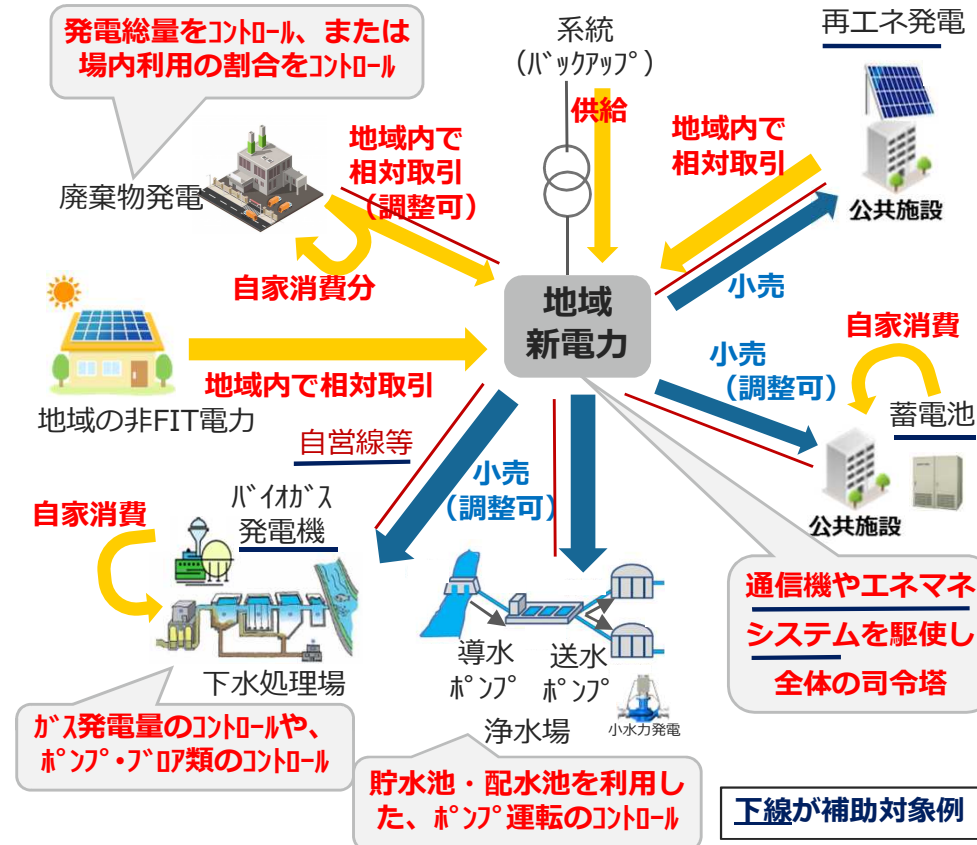 発電総量をｺﾝﾄﾛｰﾙ、または
場内利用の割合をｺﾝﾄﾛｰﾙ
系統
(ﾊﾞｯｸｱｯﾌﾟ)
再エネ発電
供給
地域内で
相対取引
(調整可)
地域内で
相対取引
廃棄物発電
公共施設
自家消費分
小売
地域
新電力
自家消費
小売
(調整可)
地域内で相対取引
地域の非FIT電力
蓄電池
自営線等
小売
(調整可)
公共施設
自家消費
ﾊﾞｲｵｶﾞｽ
発電機
通信機やエネマネ
システムを駆使し
全体の司令塔
導水
ﾎﾟﾝﾌﾟ
送水
ﾎﾟﾝﾌﾟ
下水処理場
浄水場
小水力発電
ｶﾞｽ発電量のｺﾝﾄﾛｰﾙや、
ﾎﾟﾝﾌﾟ・ﾌﾞﾛｱ類のｺﾝﾄﾛｰﾙ
貯水池・配水池を利用し
た、ﾎﾟﾝﾌﾟ運転のｺﾝﾄﾛｰﾙ
下線が補助対象例